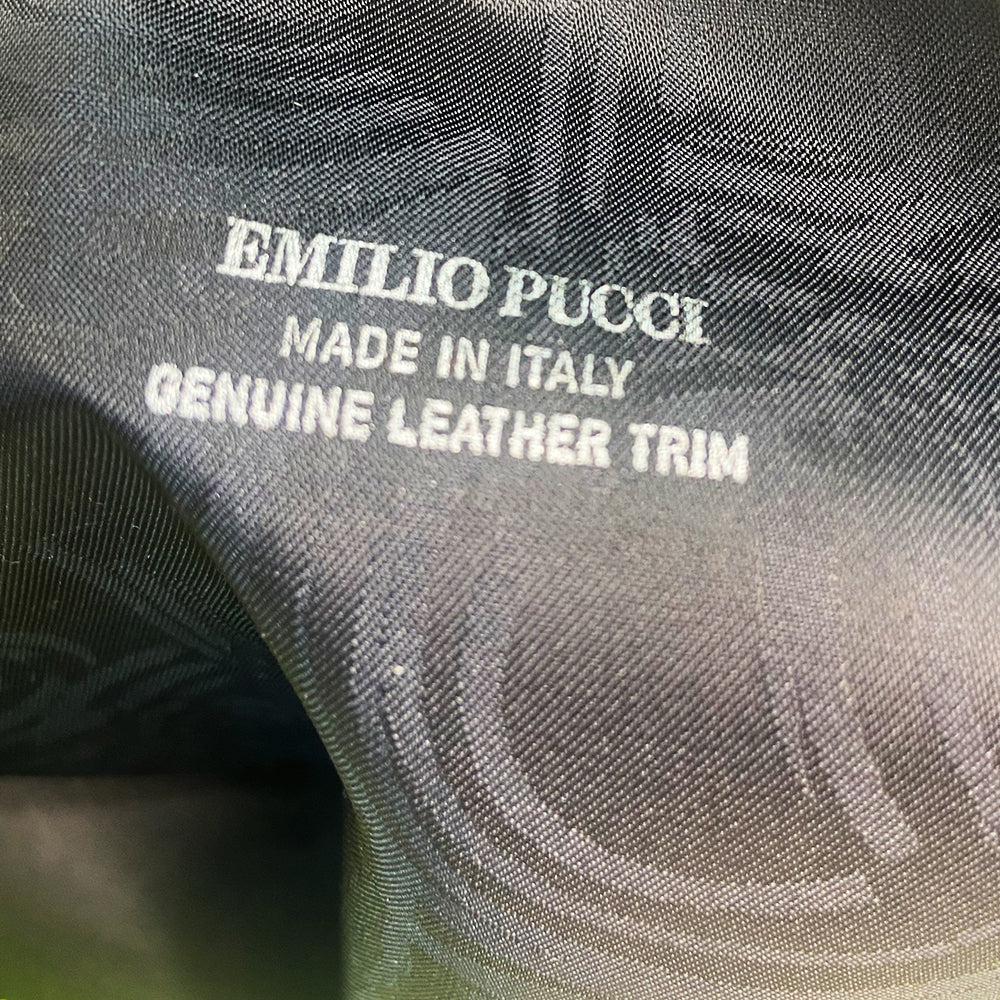 EMILIO PUCCI
MADE IN ITALY
GENUINE LEATHER TRIM